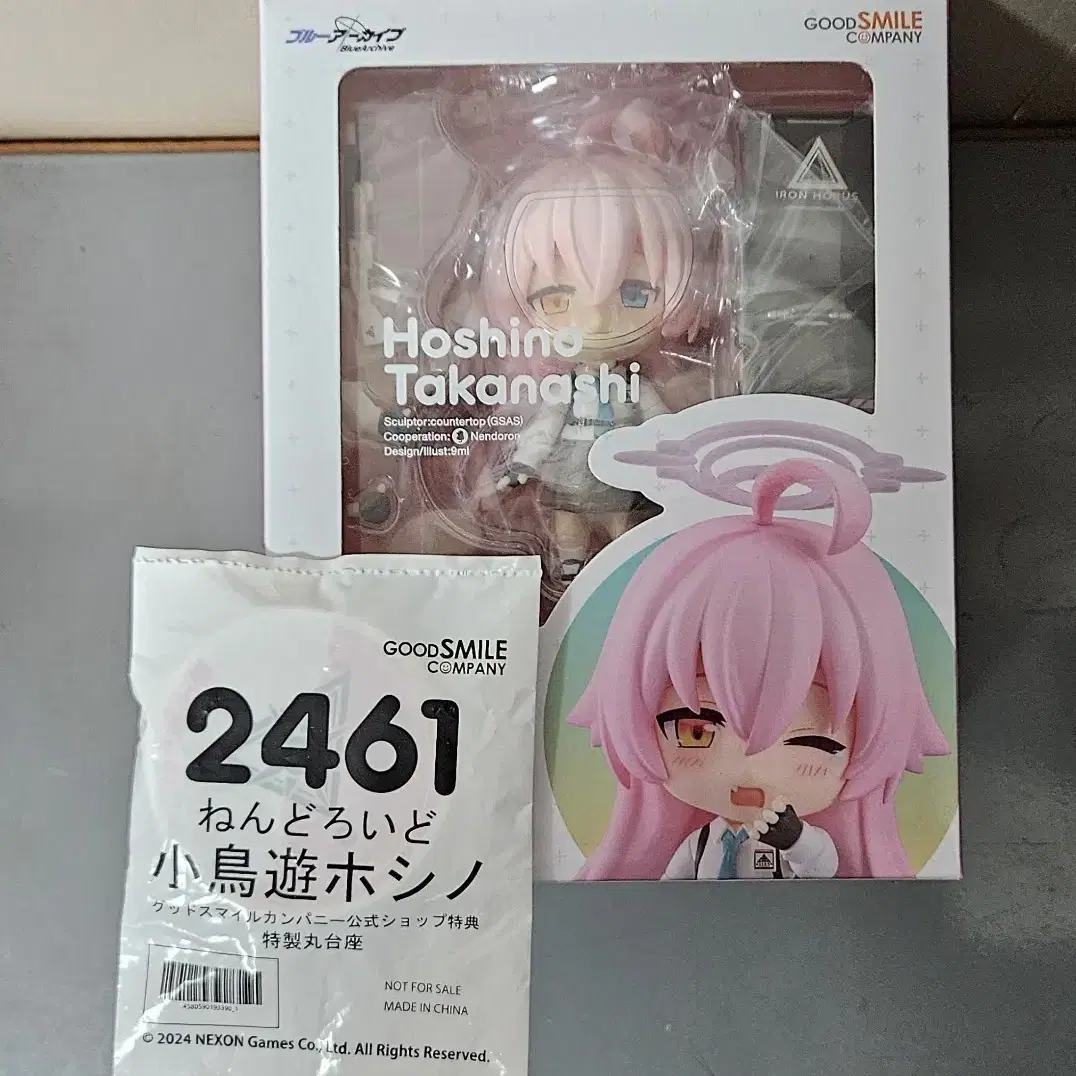 ブルーアーカイブ
BlueArchive
GOOD SMILE
COMPANY
IRON HORUS
Hoshino
Takanashi
Sculptor:countertop (GSAS)
Cooperation: Nendoron
Design/Illust:9ml
GOOD SMILE
COMPANY
2461
ねんどろいど
小鳥遊ホシノ
グッドスマイルカンパニー公式ショップ特典
特製丸台座
4580590193390
NOT FOR SALE
MADE IN CHINA
© 2024 NEXON Games Co., Ltd. All Rights Reserved.